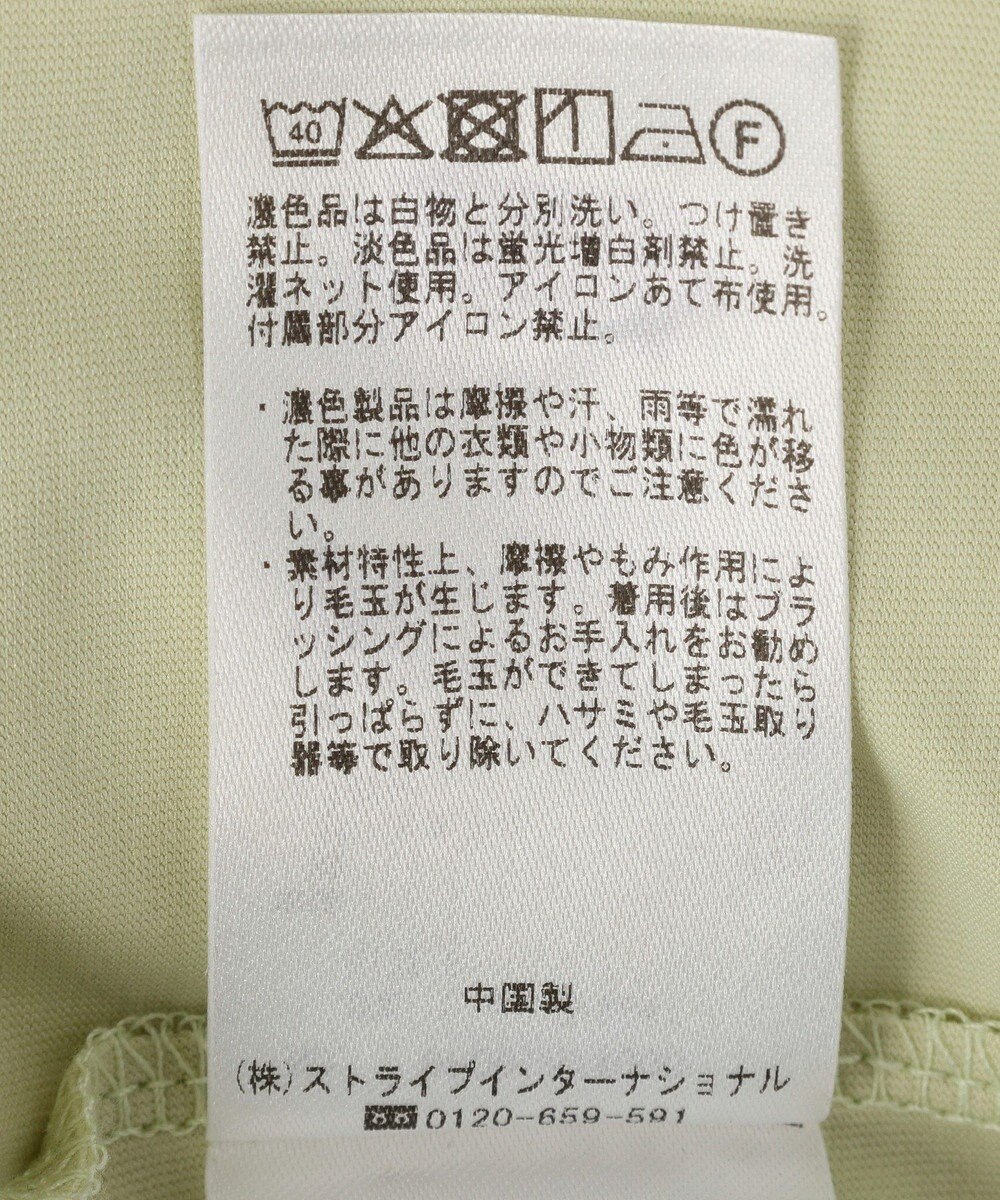 40
F
濃色品は白物と分別洗い。つけ置き
禁止。淡色品は蛍光増白剤禁止。洗
濯ネット使用。アイロンあて布使用。
付属部分アイロン禁止。
・濃色製品は摩擦や汗、雨等で濡れ
た際に他の衣類や小物類に色が移
る事がありますのでご注意くださ
い。
・素材特性上、摩擦やもみ作用によ
り毛玉が生じます。着用後はブラ
ッシングによるお手入れをお勧め
します。毛玉ができてしまったら
引っぱらずに、ハサミや毛玉取り
器等で取り除いてください。
中国製
(株)ストライプインターナショナル
0120-659-591